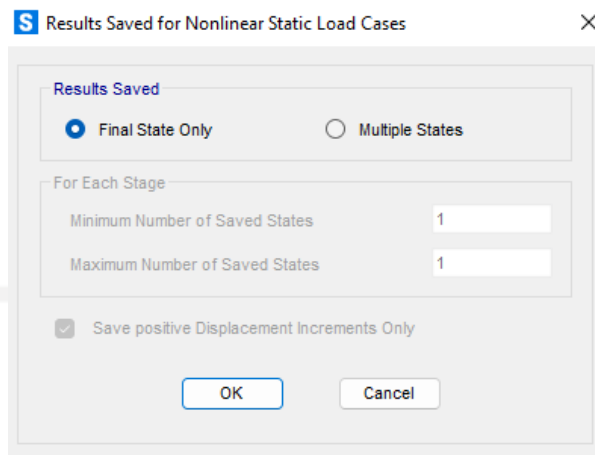 S Results Saved for Nonlinear Static Load Cases
Results Saved
Final State Only Multiple States
For Each Stage
Minimum Number of Saved States 1
Maximum Number of Saved States 1
Save positive Displacement Increments Only
OK Cancel